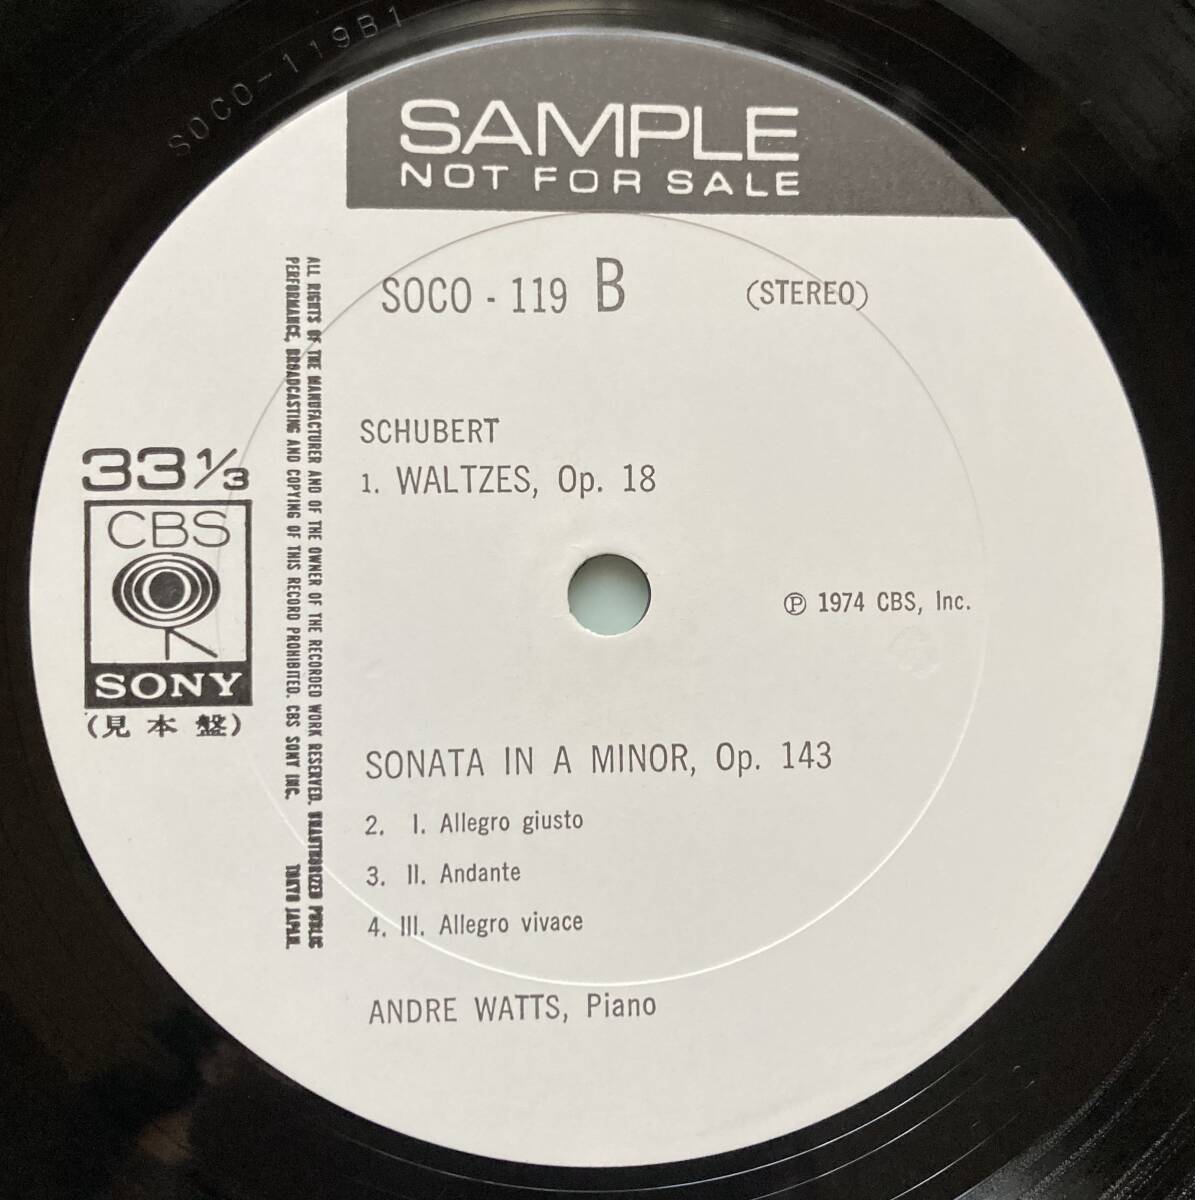 SOCO-119B1
SAMPLE
NOT FOR SALE
SOCO - 119 B
(STEREO)
SCHUBERT
1. WALTZES, Op. 18
33 1/3
CBS
SONY
(見本盤)
ALL RIGHTS OF THE MANUFACTURER AND OF THE OWNER OF THE RECORDED WORK RESERVED. UNAUTHORIZED PUBLIC
PERFORMANCE, BROADCASTING AND COPYING OF THIS RECORD PROHIBITED. CBS SONY INC. TOKYO JAPAN.
Ⓟ 1974 CBS, Inc.
SONATA IN A MINOR, Op. 143
2. I. Allegro giusto
3. II. Andante
4. III. Allegro vivace
ANDRE WATTS, Piano